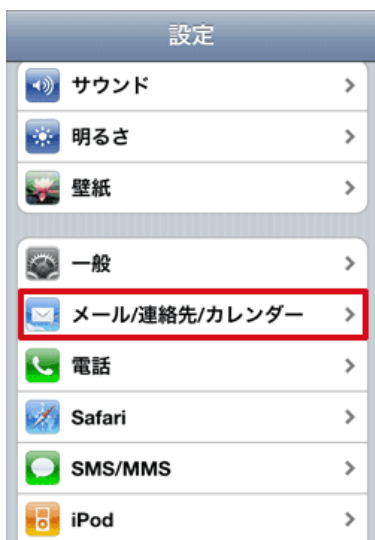 設定
サウンド
明るさ
壁紙
一般
メール/連絡先/カレンダー
電話
Safari
SMS/MMS
iPod